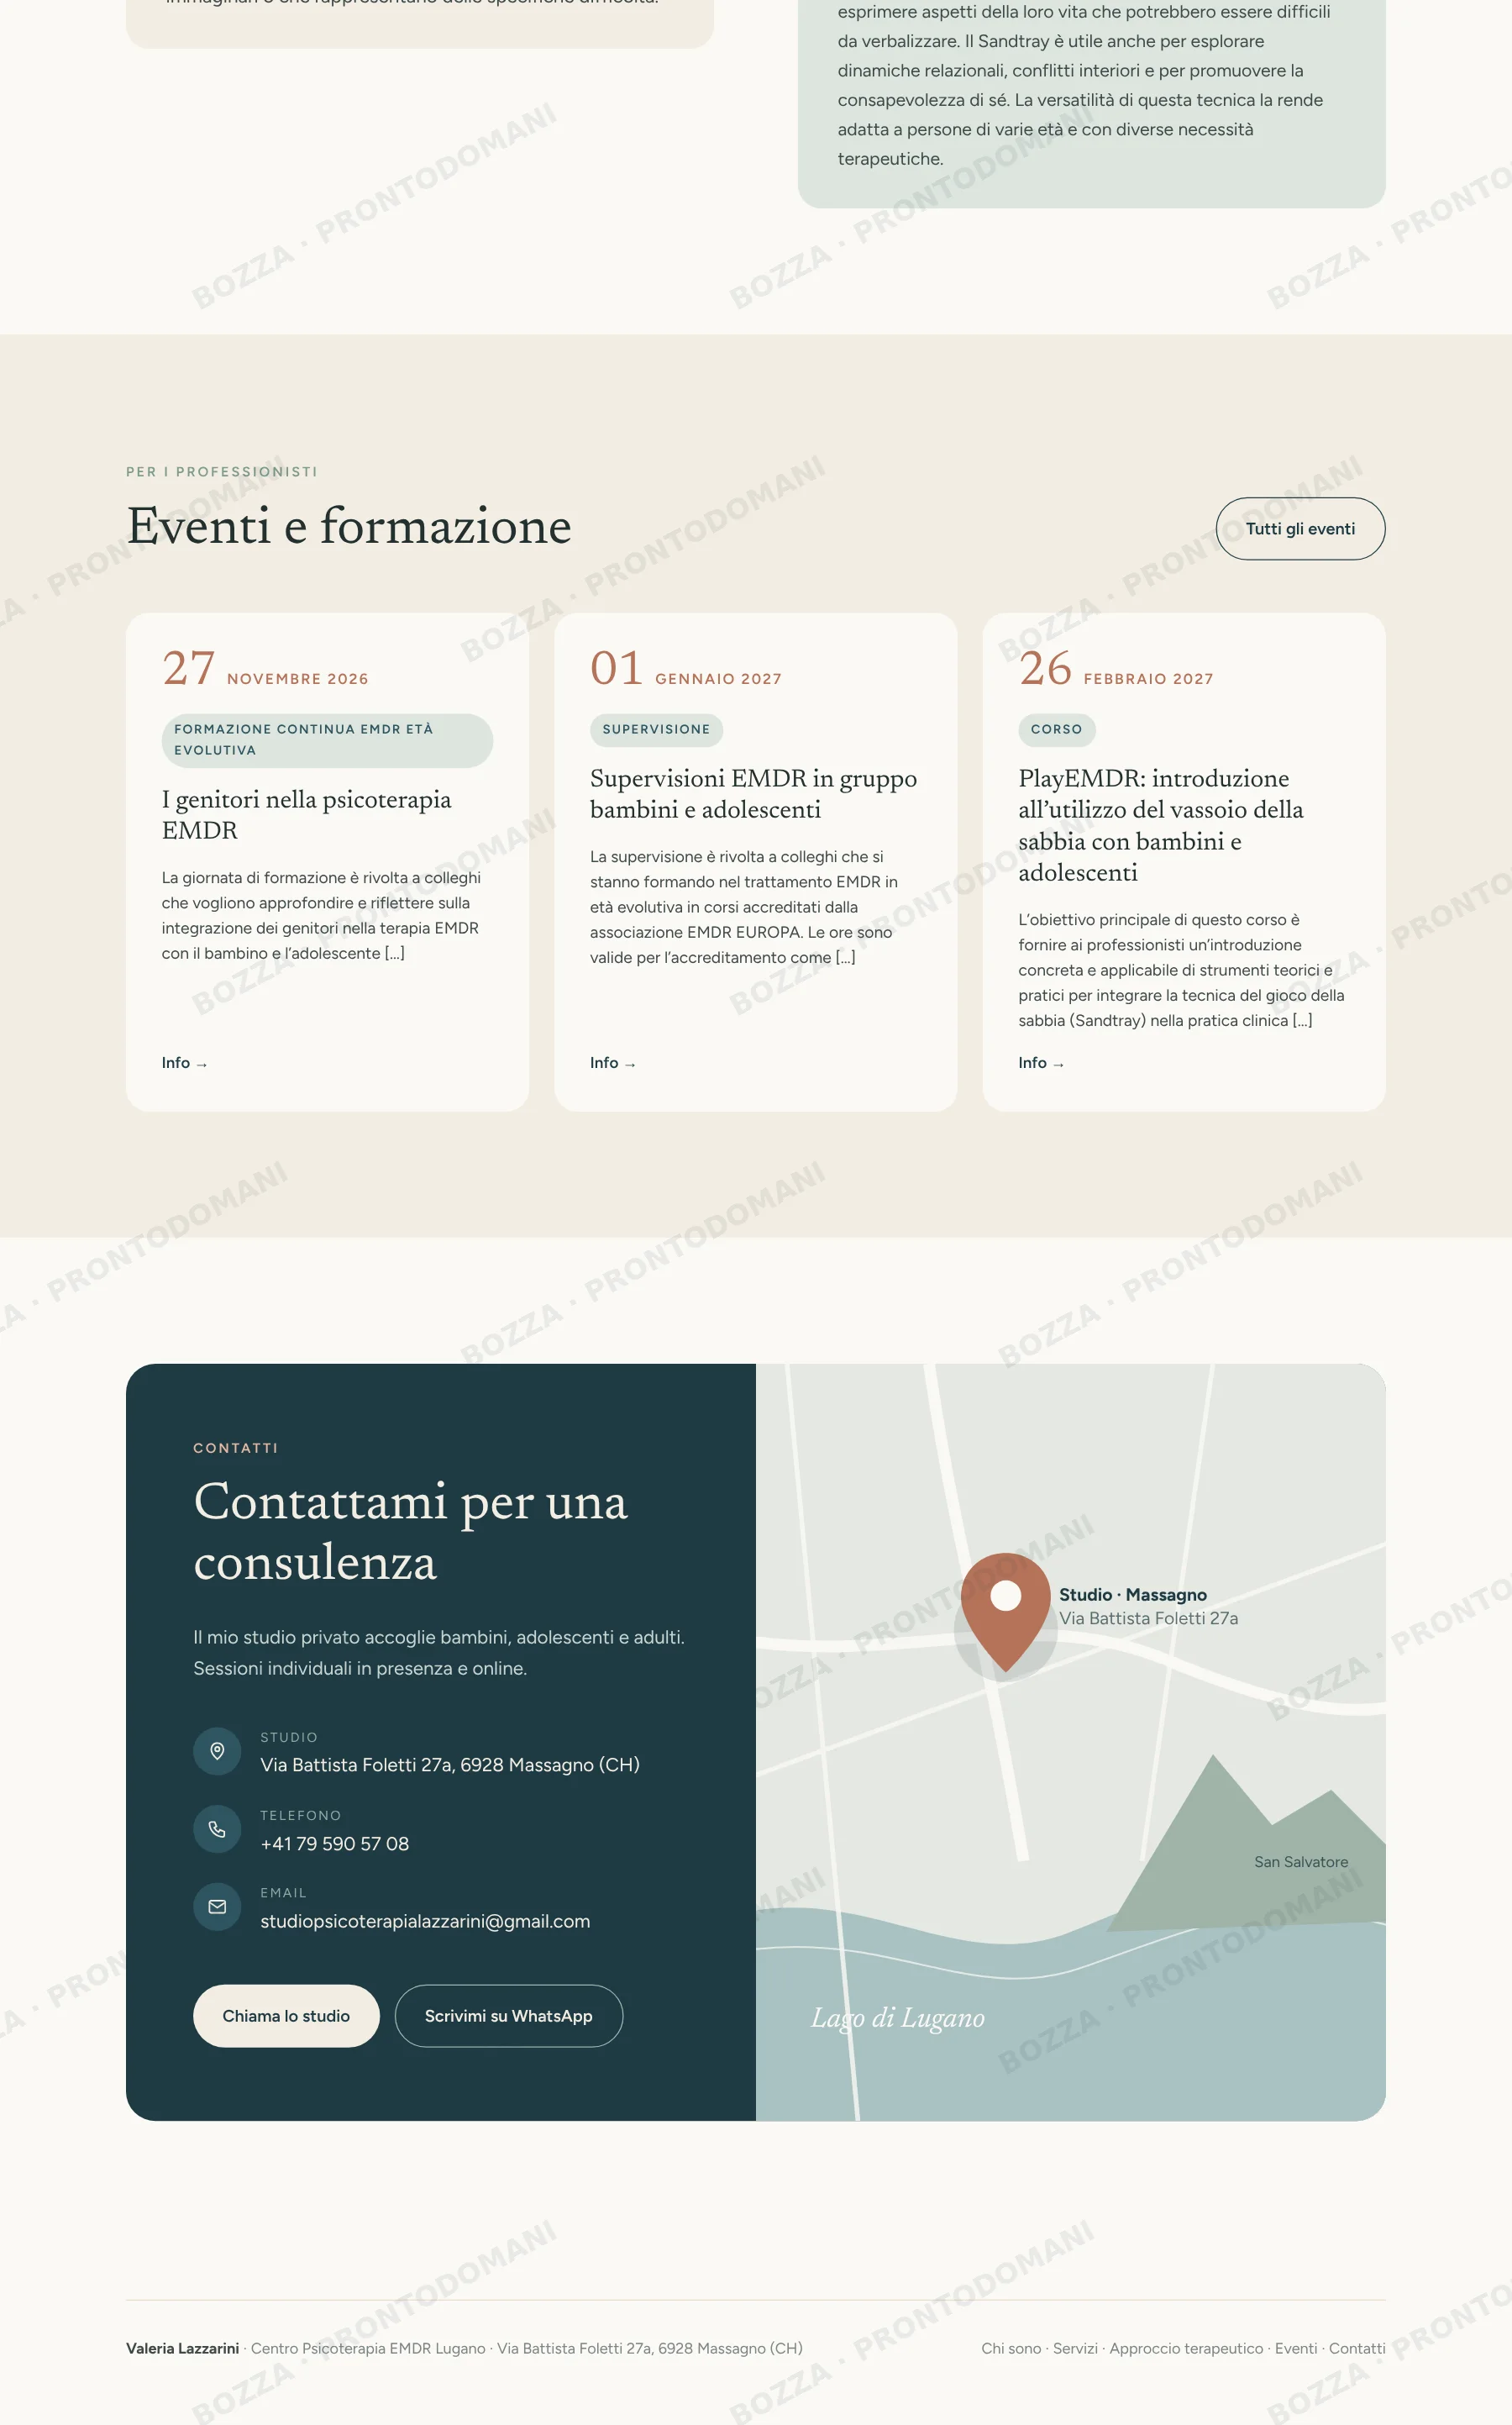 esprimere aspetti della loro vita che potrebbero essere difficili
da verbalizzare. Il Sandtray è utile anche per esplorare
dinamiche relazionali, conflitti interiori e per promuovere la
consapevolezza di sé. La versatilità di questa tecnica la rende
adatta a persone di varie età e con diverse necessità
terapeutiche.
BOZZA · PRONTODOMANI
PER I PROFESSIONISTI
Eventi e formazione
Tutti gli eventi
27 NOVEMBRE 2026
FORMAZIONE CONTINUA EMDR ETÀ
EVOLUTIVA
I genitori nella psicoterapia
EMDR
La giornata di formazione è rivolta a colleghi
che vogliono approfondire e riflettere sulla
integrazione dei genitori nella terapia EMDR
con il bambino e l’adolescente [...]
Info →
01 GENNAIO 2027
SUPERVISIONE
Supervisioni EMDR in gruppo
bambini e adolescenti
La supervisione è rivolta a colleghi che si
stanno formando nel trattamento EMDR in
età evolutiva in corsi accreditati dalla
associazione EMDR EUROPA. Le ore sono
valide per l’accreditamento come [...]
Info →
26 FEBBRAIO 2027
CORSO
PlayEMDR: introduzione
all’utilizzo del vassoio della
sabbia con bambini e
adolescenti
L’obiettivo principale di questo corso è
fornire ai professionisti un’introduzione
concreta e applicabile di strumenti teorici e
pratici per integrare la tecnica del gioco della
sabbia (Sandtray) nella pratica clinica [...]
Info →
CONTATTI
Contattami per una
consulenza
Il mio studio privato accoglie bambini, adolescenti e adulti.
Sessioni individuali in presenza e online.
STUDIO
Via Battista Foletti 27a, 6928 Massagno (CH)
TELEFONO
+41 79 590 57 08
EMAIL
studiopsicoterapialazzarini@gmail.com
Chiama lo studio
Scrivimi su WhatsApp
Studio · Massagno
Via Battista Foletti 27a
San Salvatore
Lago di Lugano
Valeria Lazzarini · Centro Psicoterapia EMDR Lugano · Via Battista Foletti 27a, 6928 Massagno (CH)
Chi sono · Servizi · Approccio terapeutico · Eventi · Contatti